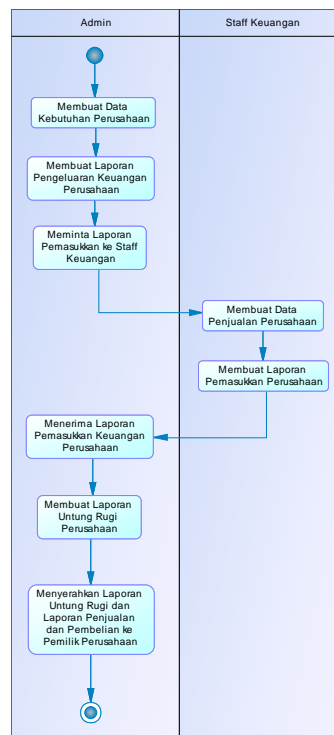 Admin
Staff Keuangan
Membuat Data
Kebutuhan Perusahaan
Membuat Laporan
Pengeluaran Keuangan
Perusahaan
Meminta Laporan
Pemasukkan ke Staff
Keuangan
Membuat Data
Penjualan Perusahaan
Membuat Laporan
Pemasukkan Perusahaan
Menerima Laporan
Pemasukkan Keuangan
Perusahaan
Membuat Laporan
Untung Rugi
Perusahaan
Menyerahkan Laporan
Untung Rugi dan
Laporan Penjualan
dan Pembelian ke
Pemilik Perusahaan